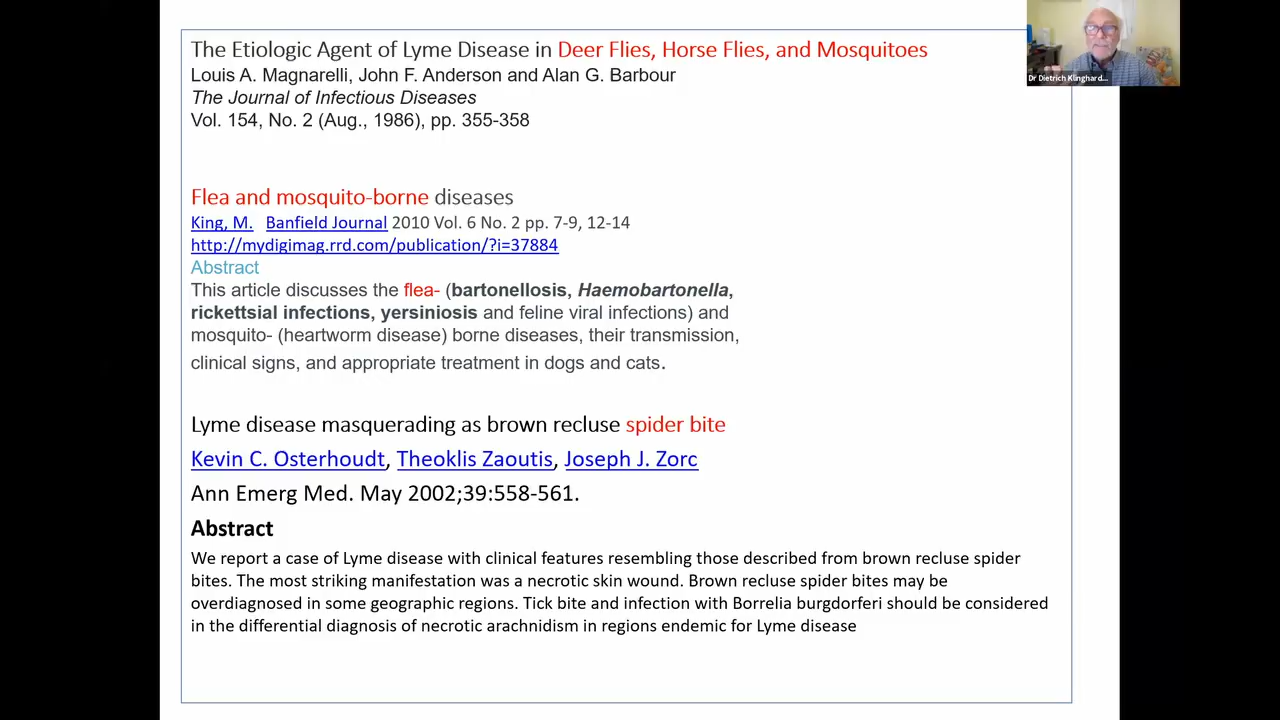 The Etiologic Agent of Lyme Disease in Deer Flies, Horse Flies, and Mosquitoes
Louis A. Magnarelli, John F. Anderson and Alan G. Barbour
The Journal of Infectious Diseases
Vol. 154, No. 2 (Aug., 1986), pp. 355-358
Dr Dietrich Klinghard...
Flea and mosquito-borne diseases
King, M. Banfield Journal 2010 Vol. 6 No. 2 pp. 7-9, 12-14
http://mydigimag.rrd.com/publication/?i=37884
Abstract
This article discusses the flea- (bartonellosis, Haemobartonella,
rickettsial infections, yersiniosis and feline viral infections) and
mosquito- (heartworm disease) borne diseases, their transmission,
clinical signs, and appropriate treatment in dogs and cats.
Lyme disease masquerading as brown recluse spider bite
Kevin C. Osterhoudt, Theoklis Zaoutis, Joseph J. Zorc
Ann Emerg Med. May 2002;39:558-561.
Abstract
We report a case of Lyme disease with clinical features resembling those described from brown recluse spider
bites. The most striking manifestation was a necrotic skin wound. Brown recluse spider bites may be
overdiagnosed in some geographic regions. Tick bite and infection with Borrelia burgdorferi should be considered
in the differential diagnosis of necrotic arachnidism in regions endemic for Lyme disease